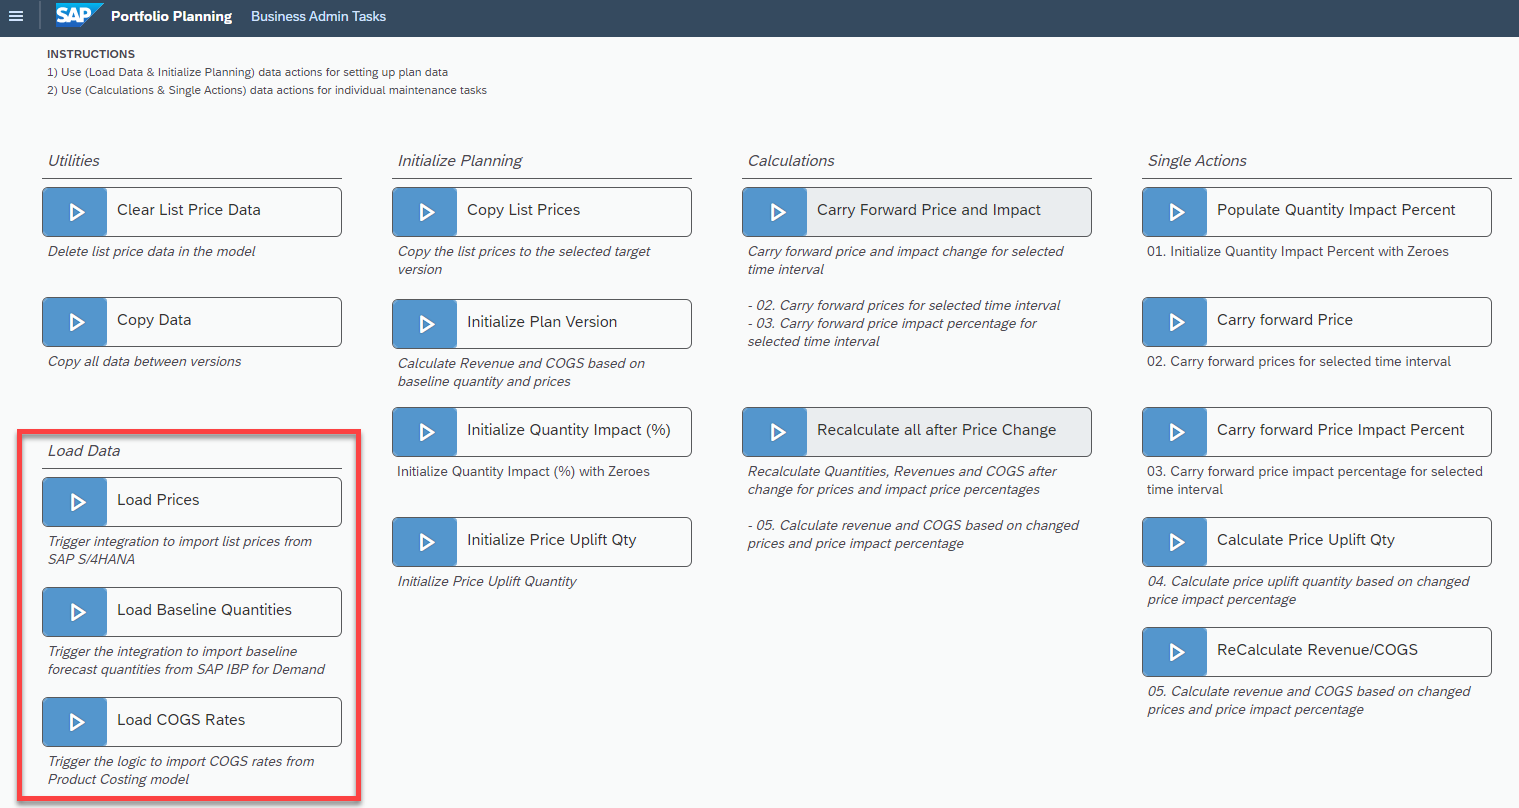 SAP Portfolio Planning Business Admin Tasks
INSTRUCTIONS
1) Use (Load Data & Initialize Planning) data actions for setting up plan data
2) Use (Calculations & Single Actions) data actions for individual maintenance tasks
Utilities
Clear List Price Data
Delete list price data in the model
Copy Data
Copy all data between versions
Load Data
Load Prices
Trigger integration to import list prices from
SAP S/4HANA
Load Baseline Quantities
Trigger the integration to import baseline
forecast quantities from SAP IBP for Demand
Load COGS Rates
Trigger the logic to import COGS rates from
Product Costing model
Initialize Planning
Copy List Prices
Copy the list prices to the selected target
version
Initialize Plan Version
Calculate Revenue and COGS based on
baseline quantity and prices
Initialize Quantity Impact (%)
Initialize Quantity Impact (%) with Zeroes
Initialize Price Uplift Qty
Initialize Price Uplift Quantity
Calculations
Carry Forward Price and Impact
Carry forward price and impact change for selected
time interval
- 02. Carry forward prices for selected time interval
- 03. Carry forward price impact percentage for
selected time interval
Recalculate all after Price Change
Recalculate Quantities, Revenues and COGS after
change for prices and impact price percentages
- 05. Calculate revenue and COGS based on changed
prices and price impact percentage
Single Actions
Populate Quantity Impact Percent
01. Initialize Quantity Impact Percent with Zeroes
Carry forward Price
02. Carry forward prices for selected time interval
Carry forward Price Impact Percent
03. Carry forward price impact percentage for selected
time interval
Calculate Price Uplift Qty
04. Calculate price uplift quantity based on changed
price impact percentage
ReCalculate Revenue/COGS
05. Calculate revenue and COGS based on changed
prices and price impact percentage